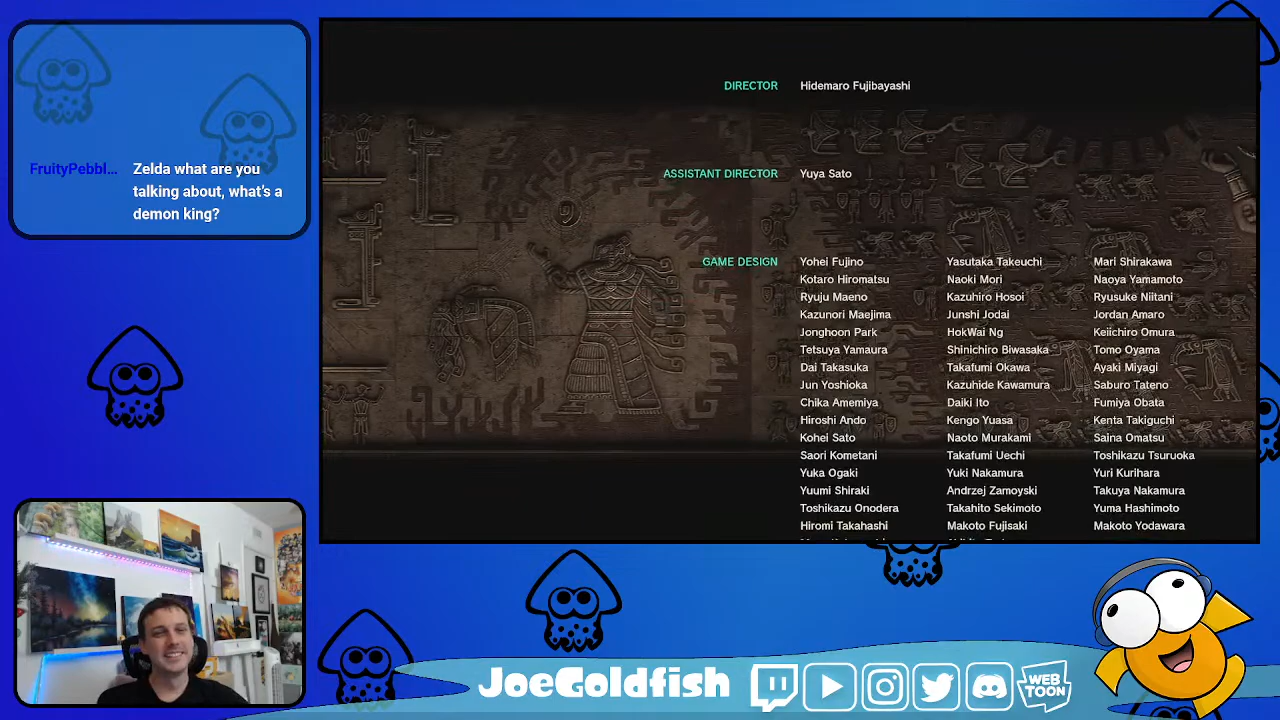 FruityPebbl... Zelda what are you
talking about, what's a
demon king?
DIRECTOR Hidemaro Fujibayashi
ASSISTANT DIRECTOR Yuya Sato
GAME DESIGN Yohei Fujino Yasutaka Takeuchi Mari Shirakawa
Kotaro Hiromatsu Naoki Mori Naoya Yamamoto
Ryuju Maeno Kazuhiro Hosoi Ryusuke Niitani
Kazunori Maejima Junshi Jodai Jordan Amaro
Jonghoon Park HokWai Ng Keiichiro Omura
Tetsuya Yamaura Shinichiro Biwasaka Tomo Oyama
Dai Takasuka Takafumi Okawa Ayaki Miyagi
Jun Yoshioka Kazuhide Kawamura Saburo Tateno
Chika Amemiya Daiki Ito Fumiya Obata
Hiroshi Ando Kengo Yuasa Kenta Takiguchi
Kohei Sato Naoto Murakami Saina Omatsu
Saori Kometani Takafumi Uechi Toshikazu Tsuruoka
Yuka Ogaki Yuki Nakamura Yuri Kurihara
Yuumi Shiraki Andrzej Zamoyski Takuya Nakamura
Toshikazu Onodera Takahito Sekimoto Yuma Hashimoto
Hiromi Takahashi Makoto Fujisaki Makoto Yodawara
JoeGoldfish WEB
TOON